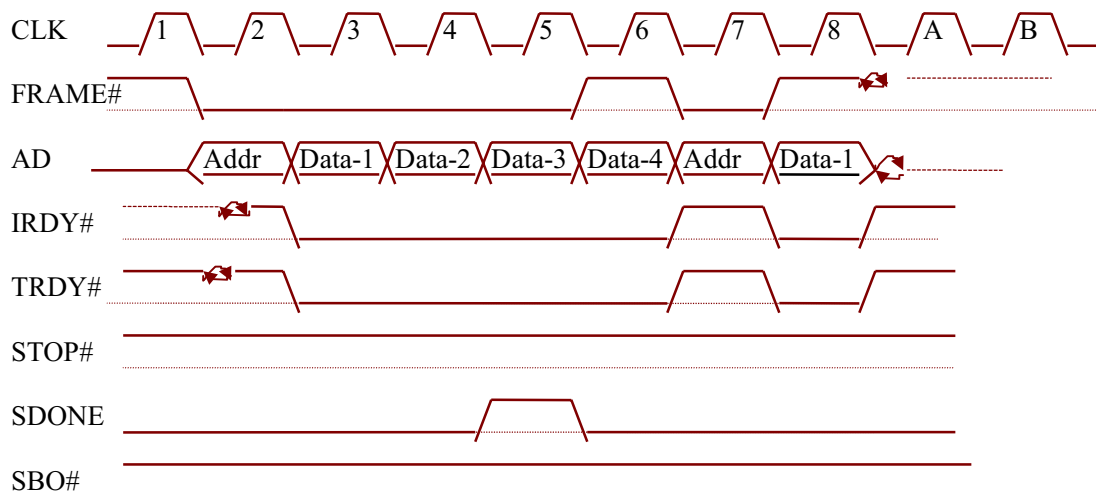 CLK 1 2 3 4 5 6 7 8 A B
FRAME#
AD Addr Data-1 Data-2 Data-3 Data-4 Addr Data-1
IRDY#
TRDY#
STOP#
SDONE
SBO#